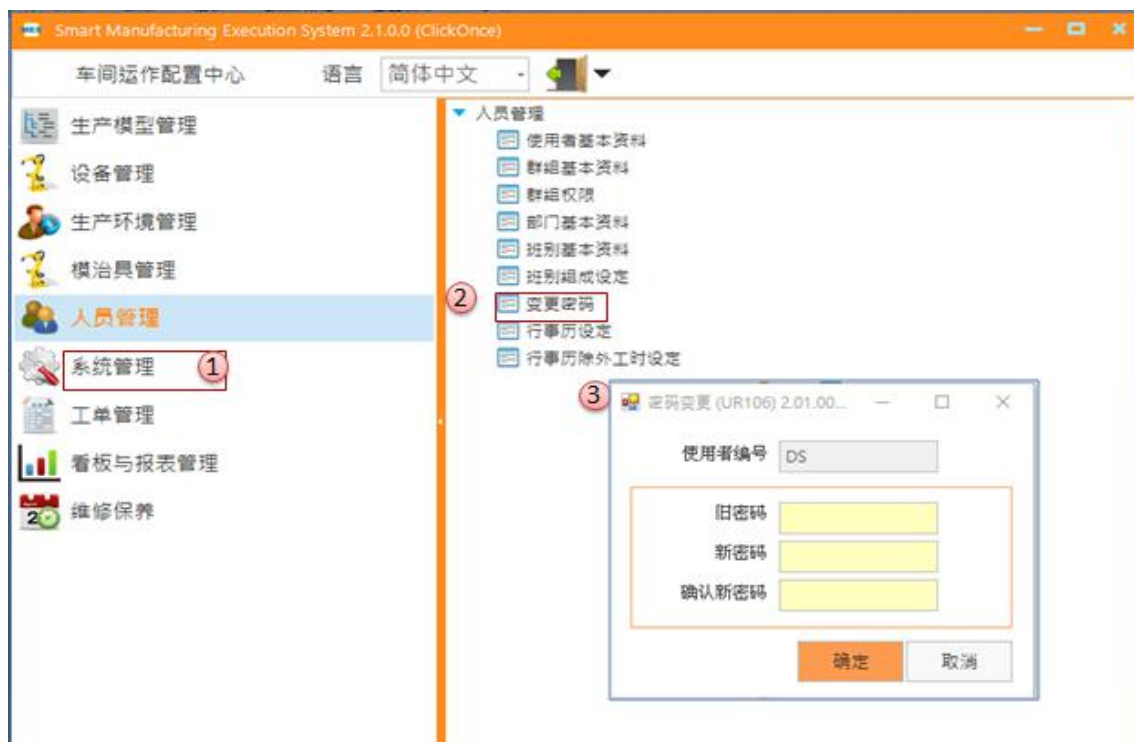 Smart Manufacturing Execution System 2.1.0.0 (ClickOnce)
车间运作配置中心 语言 简体中文
生产模型管理
设备管理
生产环境管理
模治具管理
人员管理
系统管理 1
工单管理
看板与报表管理
维修保养
人员管理
使用者基本资料
群组基本资料
群组权限
部门基本资料
班别基本资料
班别组成设定
2 变更密码
行事历设定
行事历除外工时设定
3 密码变更 (UR106) 2.01.00...
使用者编号 DS
旧密码
新密码
确认新密码
确定 取消